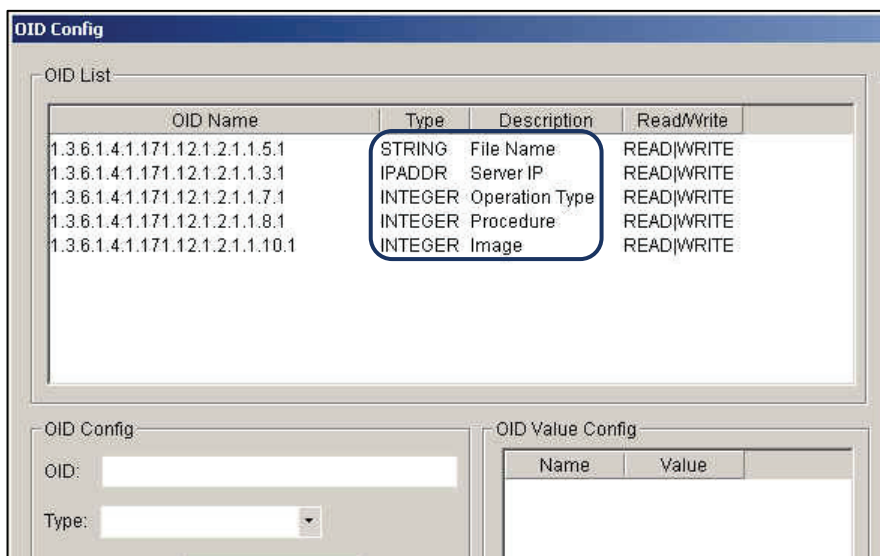 OID Config
OID List
OID Name Type Description Read/Write
1.3.6.1.4.1.171.12.1.2.1.1.5.1 STRING File Name READ|WRITE
1.3.6.1.4.1.171.12.1.2.1.1.3.1 IPADDR Server IP READ|WRITE
1.3.6.1.4.1.171.12.1.2.1.1.7.1 INTEGER Operation Type READ|WRITE
1.3.6.1.4.1.171.12.1.2.1.1.8.1 INTEGER Procedure READ|WRITE
1.3.6.1.4.1.171.12.1.2.1.1.10.1 INTEGER Image READ|WRITE
OID Config
OID:
Type:
OID Value Config
Name Value